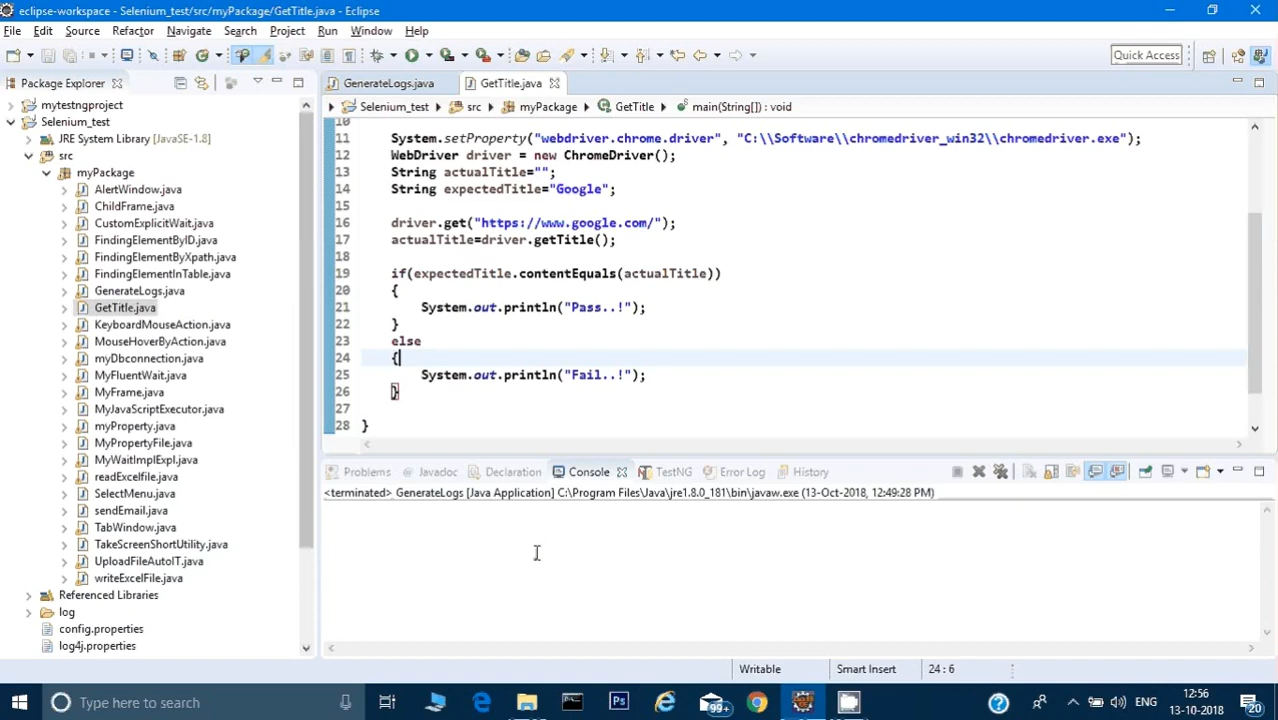 eclipse-workspace - Selenium_test/src/myPackage/GetTitle.java - Eclipse
File Edit Source Refactor Navigate Search Project Run Window Help
Quick Access
Package Explorer
mytestngproject
Selenium_test
JRE System Library [JavaSE-1.8]
src
myPackage
AlertWindow.java
ChildFrame.java
CustomExplicitWait.java
FindingElementByID.java
FindingElementByXpath.java
FindingElementInTable.java
GenerateLogs.java
GetTitle.java
KeyboardMouseAction.java
MouseHoverByAction.java
myDbconnection.java
MyFluentWait.java
MyFrame.java
MyJavaScriptExecutor.java
myProperty.java
MyPropertyFile.java
MyWaitImplExpl.java
readExcelfile.java
SelectMenu.java
sendEmail.java
TabWindow.java
TakeScreenShortUtility.java
UploadFileAutoIT.java
writeExcelFile.java
Referenced Libraries
log
config.properties
log4j.properties
GenerateLogs.java GetTitle.java
Selenium_test src myPackage GetTitle main(String[]) : void
10
11 System.setProperty("webdriver.chrome.driver", "C:\\Software\\chromedriver_win32\\chromedriver.exe");
12 WebDriver driver = new ChromeDriver();
13 String actualTitle="";
14 String expectedTitle="Google";
15
16 driver.get("https://www.google.com/");
17 actualTitle=driver.getTitle();
18
19 if(expectedTitle.contentEquals(actualTitle))
20 {
21 System.out.println("Pass..!");
22 }
23 else
24 {
25 System.out.println("Fail..!");
26 }
27
28 }
Problems Javadoc Declaration Console TestNG Error Log History
<terminated> GenerateLogs [Java Application] C:\Program Files\Java\jre1.8.0_181\bin\javaw.exe (13-Oct-2018, 12:49:28 PM)
Writable Smart Insert 24 : 6
Type here to search
99+
ENG
12:56
13-10-2018
20